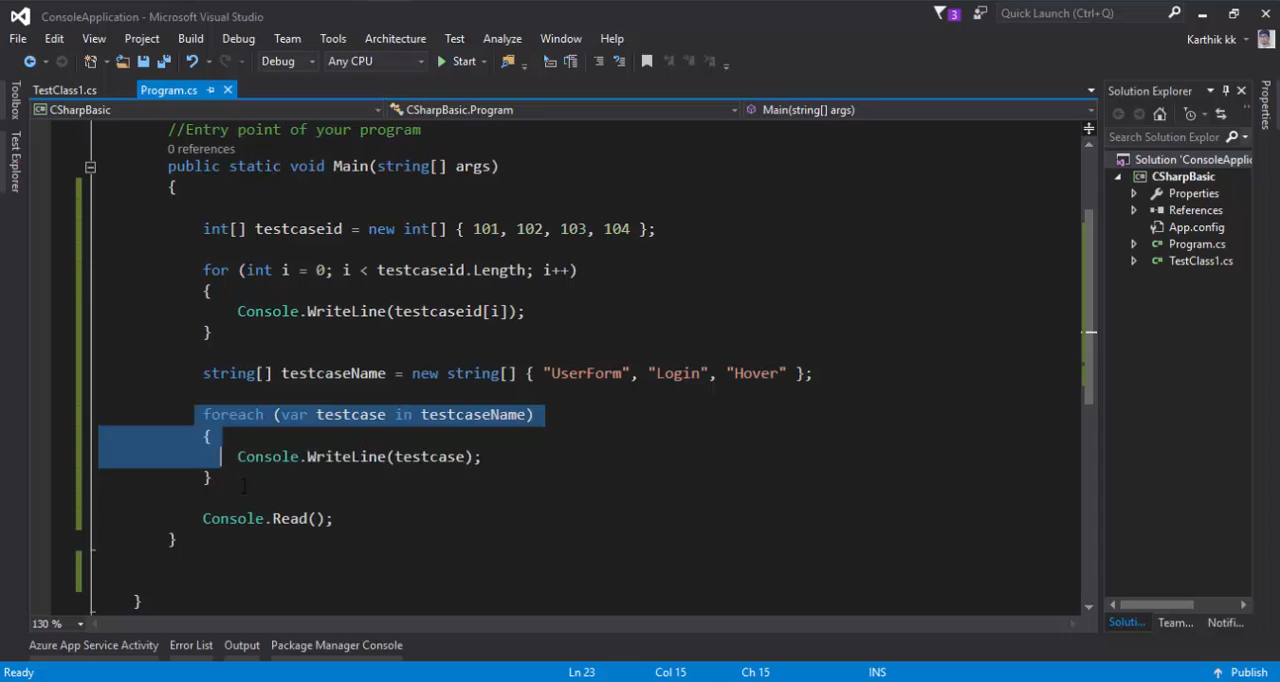 ConsoleApplication - Microsoft Visual Studio
3
Quick Launch (Ctrl+Q)
File Edit View Project Build Debug Team Tools Architecture Test Analyze Window Help
Karthik kk
Debug Any CPU Start
Toolbox
Test Explorer
TestClass1.cs Program.cs
CSharpBasic CSharpBasic.Program Main(string[] args)
//Entry point of your program
0 references
public static void Main(string[] args)
{
int[] testcaseid = new int[] { 101, 102, 103, 104 };
for (int i = 0; i < testcaseid.Length; i++)
{
Console.WriteLine(testcaseid[i]);
}
string[] testcaseName = new string[] { "UserForm", "Login", "Hover" };
foreach (var testcase in testcaseName)
{
Console.WriteLine(testcase);
}
Console.Read();
}
}
130 %
Solution Explorer
Search Solution Explor
Solution 'ConsoleApplic
CSharpBasic
Properties
References
App.config
Program.cs
TestClass1.cs
Soluti... Team... Notifi...
Properties
Azure App Service Activity Error List Output Package Manager Console
Ready Ln 23 Col 15 Ch 15 INS Publish